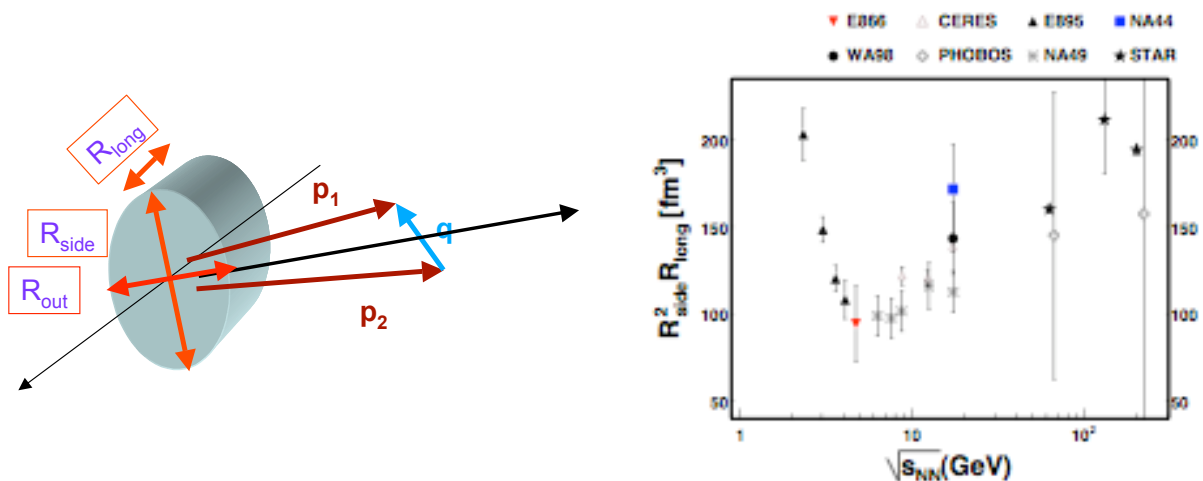 R_long
R_side
R_out
p_1
p_2
q
E866 CERES E895 NA44
WA98 PHOBOS NA49 STAR
R²_side R_long [fm³]
200
150
100
50
200
150
100
50
1 10 10²
√s_NN (GeV)